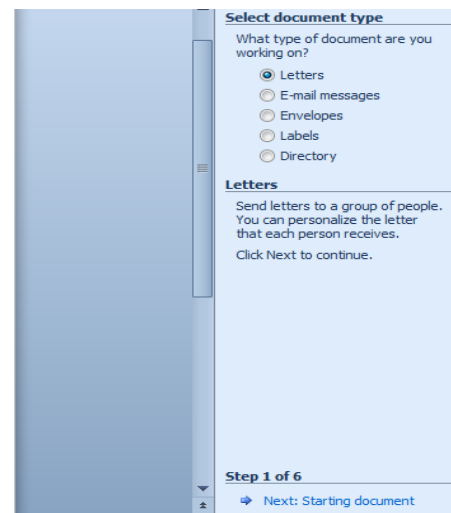 Select document type
What type of document are you
working on?
Letters
E-mail messages
Envelopes
Labels
Directory
Letters
Send letters to a group of people.
You can personalize the letter
that each person receives.
Click Next to continue.
Step 1 of 6
Next: Starting document